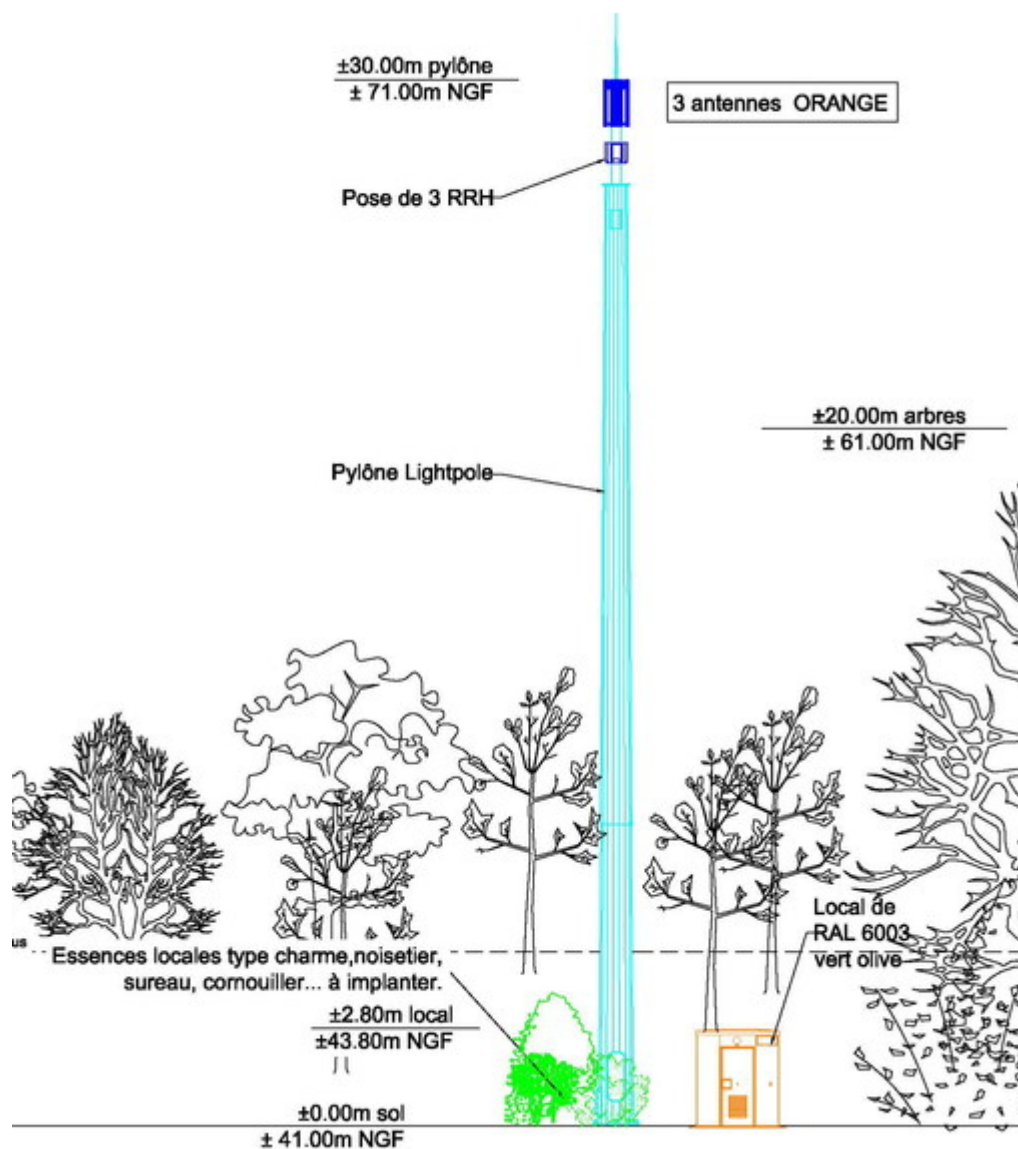 ±30.00m pylône
± 71.00m NGF
3 antennes ORANGE
Pose de 3 RRH
±20.00m arbres
± 61.00m NGF
Pylône Lightpole
Local de
RAL 6003
vert olive
us
Essences locales type charme,noisetier,
sureau, cornouiller... à implanter.
±2.80m local
±43.80m NGF
±0.00m sol
± 41.00m NGF